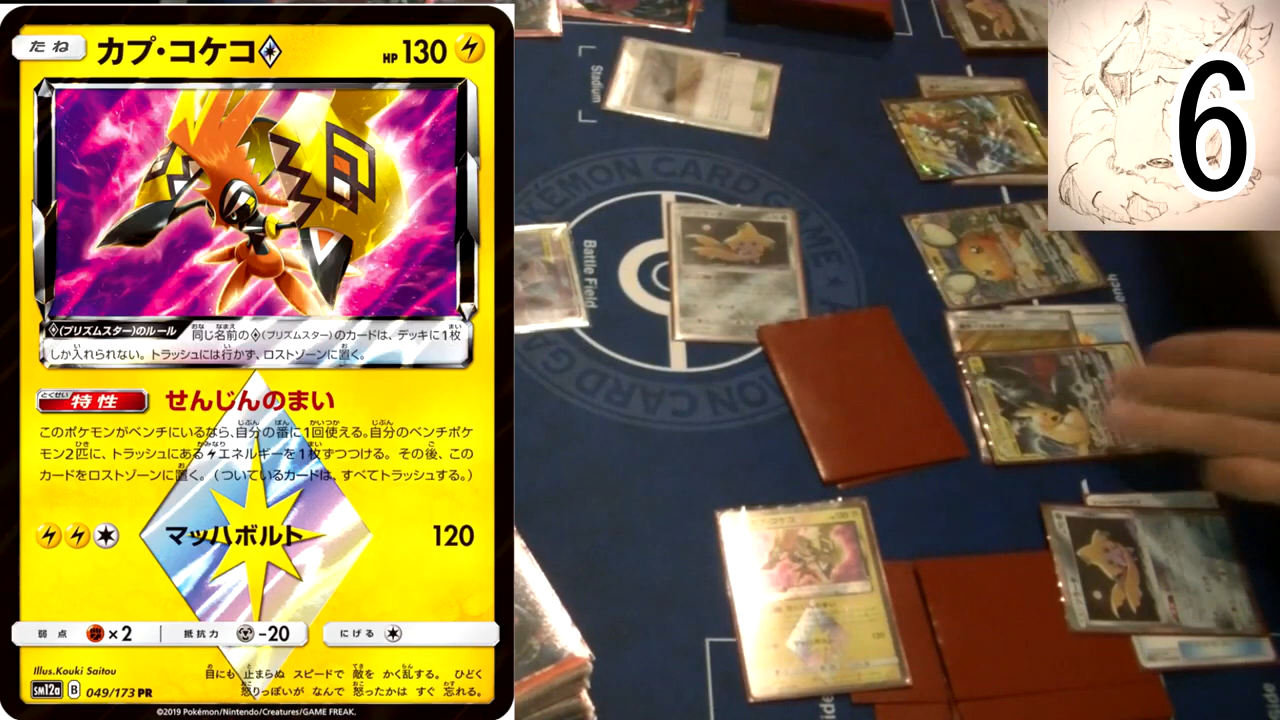 たね カプ・コケコ◇ HP 130
◇(プリズムスター)のルール 同じ名前の◇(プリズムスター)のカードは、デッキに1枚
しか入れられない。トラッシュには行かず、ロストゾーンに置く。
特性 せんじんのまい
このポケモンがベンチにいるなら、自分の番に1回使える。自分のベンチポケ
モン2匹に、トラッシュにあるエネルギーを1枚ずつつける。その後、この
カードをロストゾーンに置く。(ついているカードは、すべてトラッシュする。)
マッハボルト 120
弱点 ×2 抵抗力 -20 にげる
Illus.Kouki Saitou
目にも 止まらぬ スピードで 敵を かく乱する。 ひどく
怒りっぽいが なんで 怒ったかは すぐ 忘れる。
sm12a B 049/173 PR
©2019 Pokémon/Nintendo/Creatures/GAME FREAK.
Stadium
Battle Field
POKÉMON CARD GAME
6